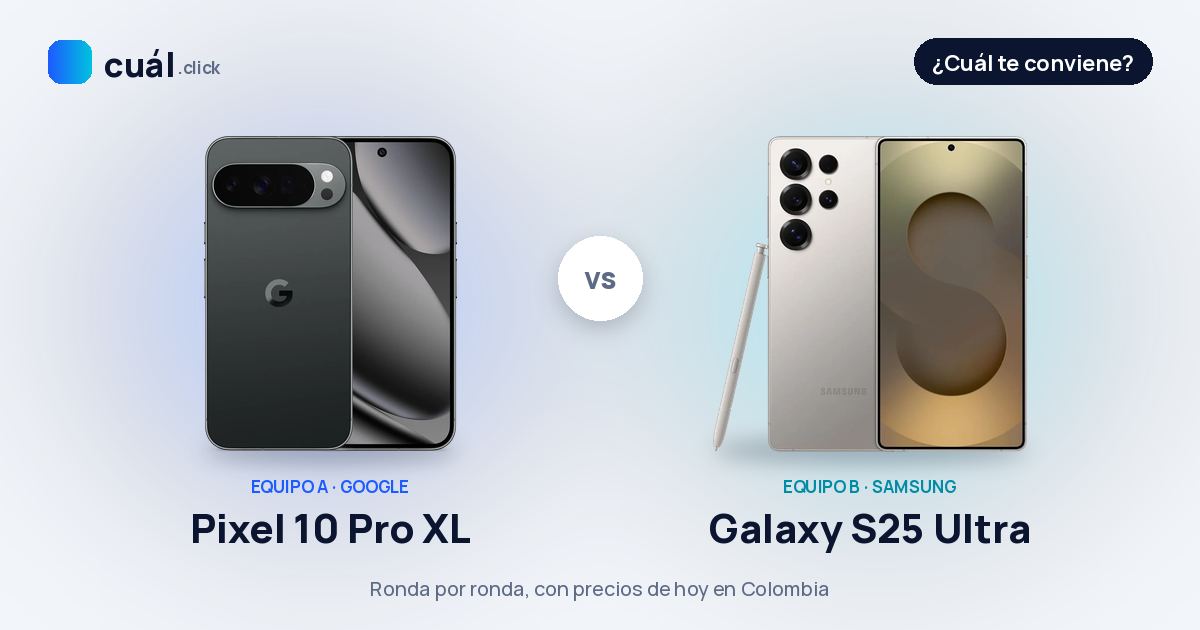 cuál.click
¿Cuál te conviene?
G
SAMSUNG
VS
EQUIPO A · GOOGLE
Pixel 10 Pro XL
EQUIPO B · SAMSUNG
Galaxy S25 Ultra
Ronda por ronda, con precios de hoy en Colombia